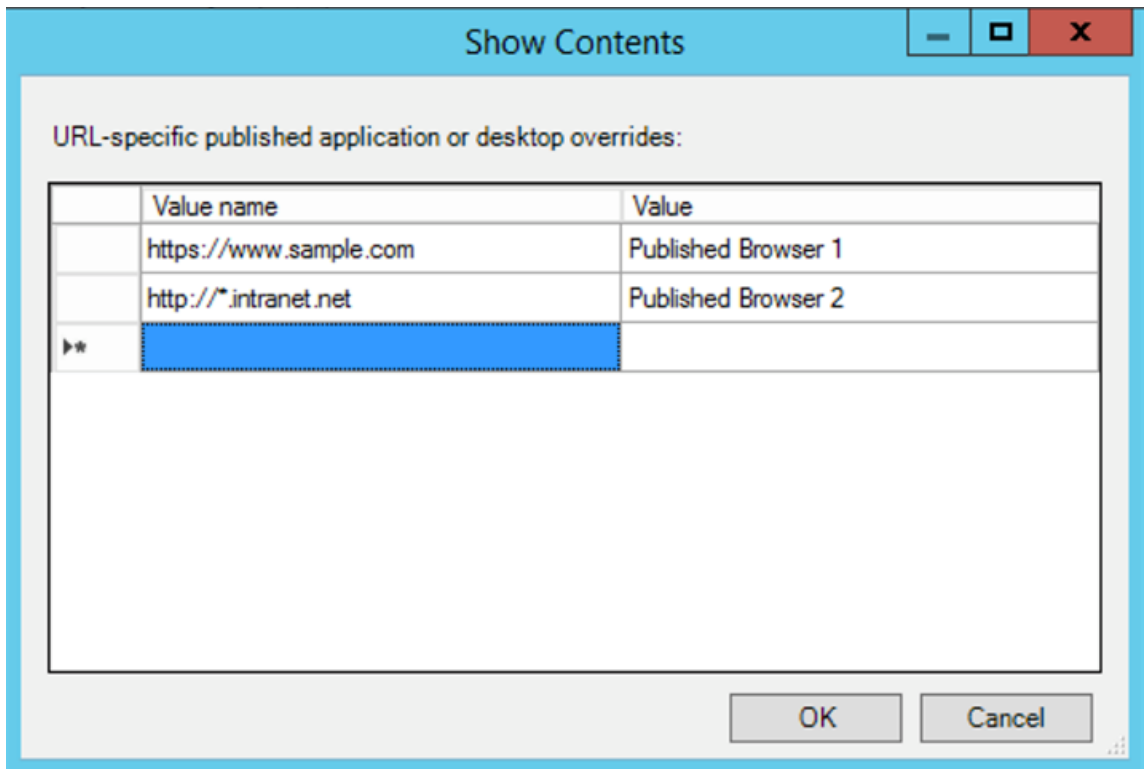 Show Contents
URL-specific published application or desktop overrides:
Value name Value
https://www.sample.com Published Browser 1
http://*.intranet.net Published Browser 2
OK Cancel